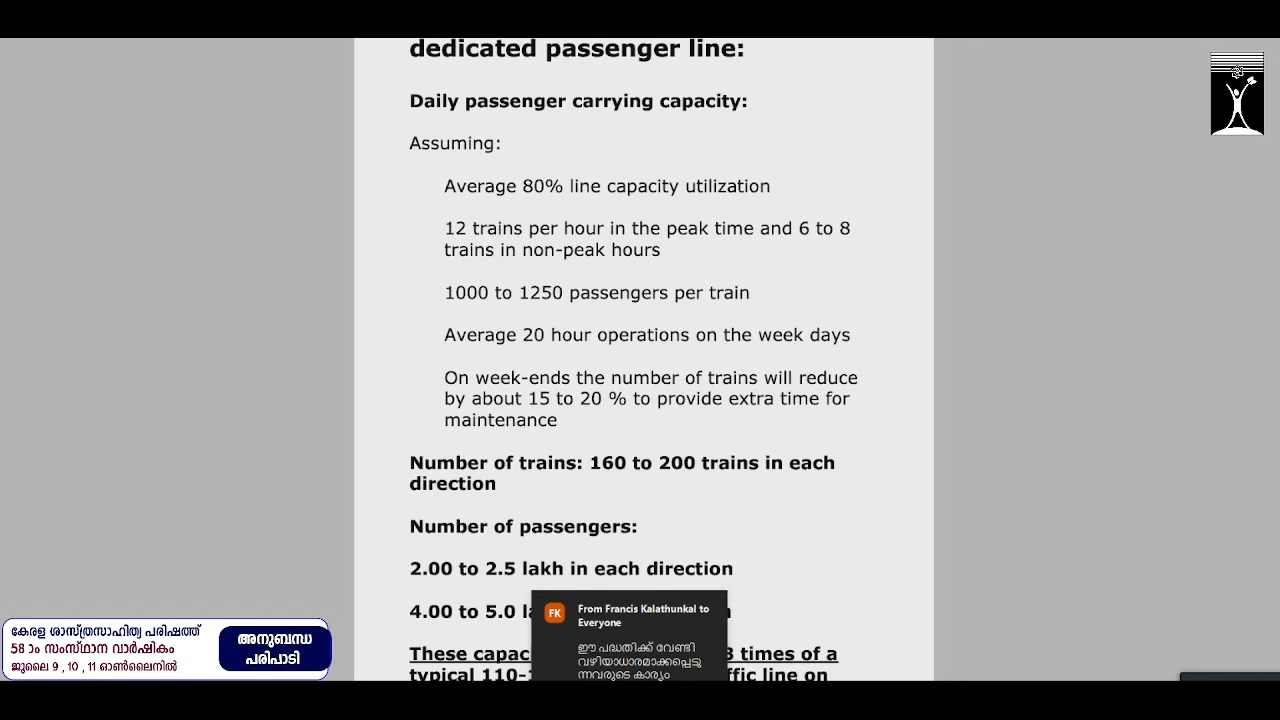 dedicated passenger line:
Daily passenger carrying capacity:
Assuming:
Average 80% line capacity utilization
12 trains per hour in the peak time and 6 to 8
trains in non-peak hours
1000 to 1250 passengers per train
Average 20 hour operations on the week days
On week-ends the number of trains will reduce
by about 15 to 20 % to provide extra time for
maintenance
Number of trains: 160 to 200 trains in each
direction
Number of passengers:
2.00 to 2.5 lakh in each direction
4.00 to 5.0
These times of a
typical line on
FK
From Francis Kalathunkal to
Everyone
ഈ പദ്ധതിക്ക് വേണ്ടി
വഴിയാധാരമാക്കപ്പെടു
ന്നവരുടെ കാര്യം
കേരള ശാസ്ത്രസാഹിത്യ പരിഷത്ത്
58 ാം സംസ്ഥാന വാർഷികം
ജൂലൈ 9 , 10 , 11 ഓൺലൈനിൽ
അനുബന്ധ
പരിപാടി